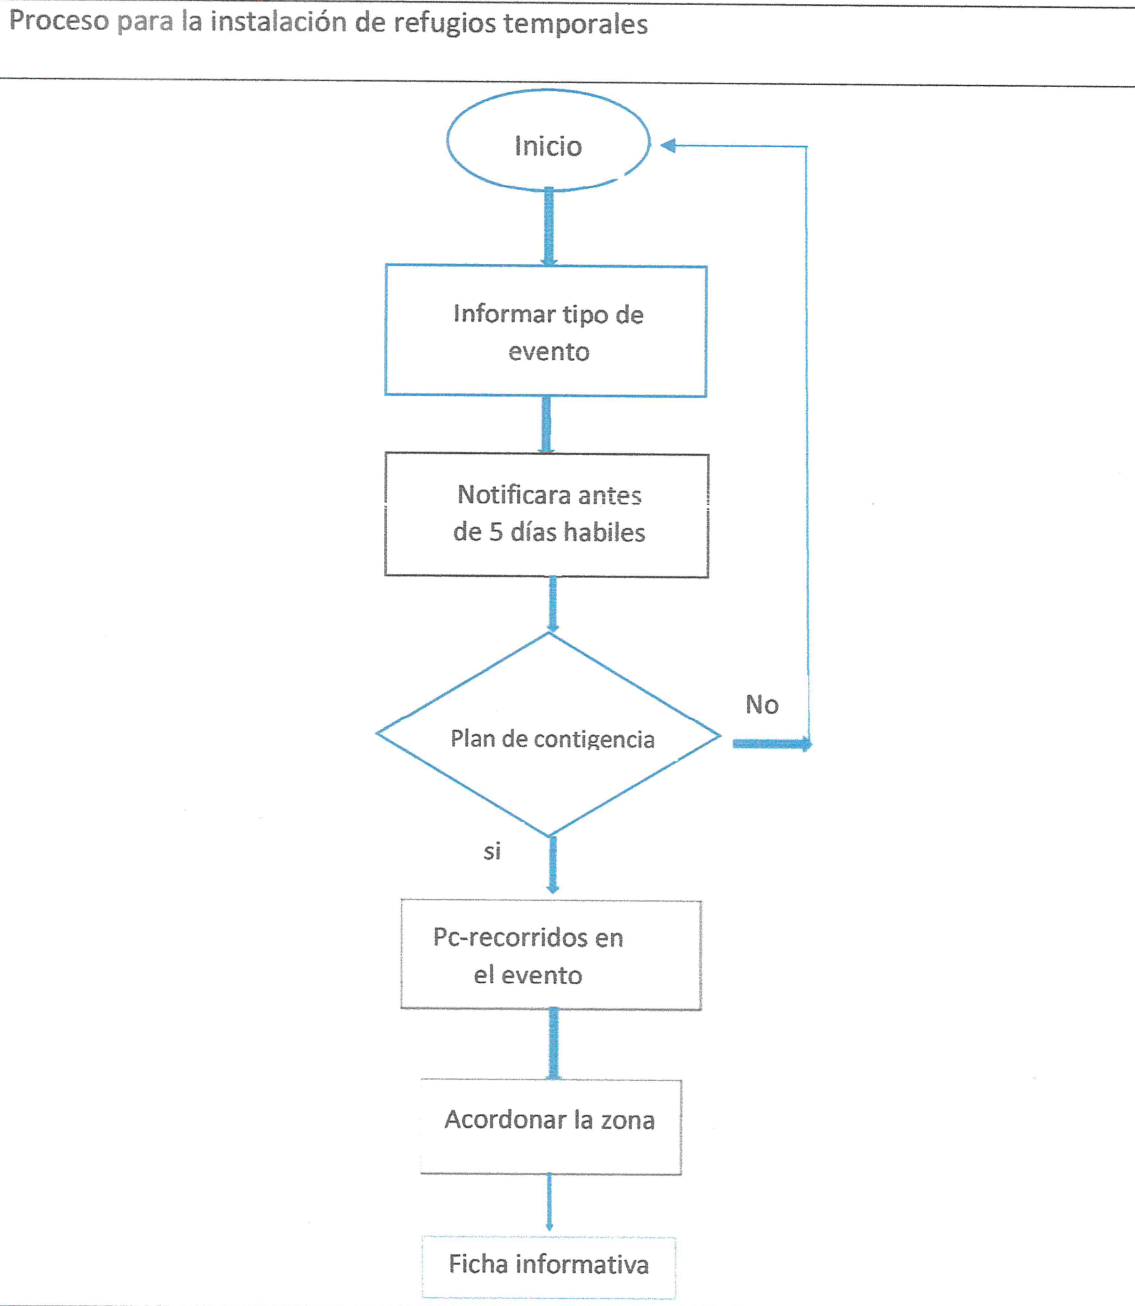 Proceso para la instalación de refugios temporales
Inicio
Informar tipo de
evento
Notificara antes
de 5 días habiles
Plan de contigencia
No
si
Pc-recorridos en
el evento
Acordonar la zona
Ficha informativa